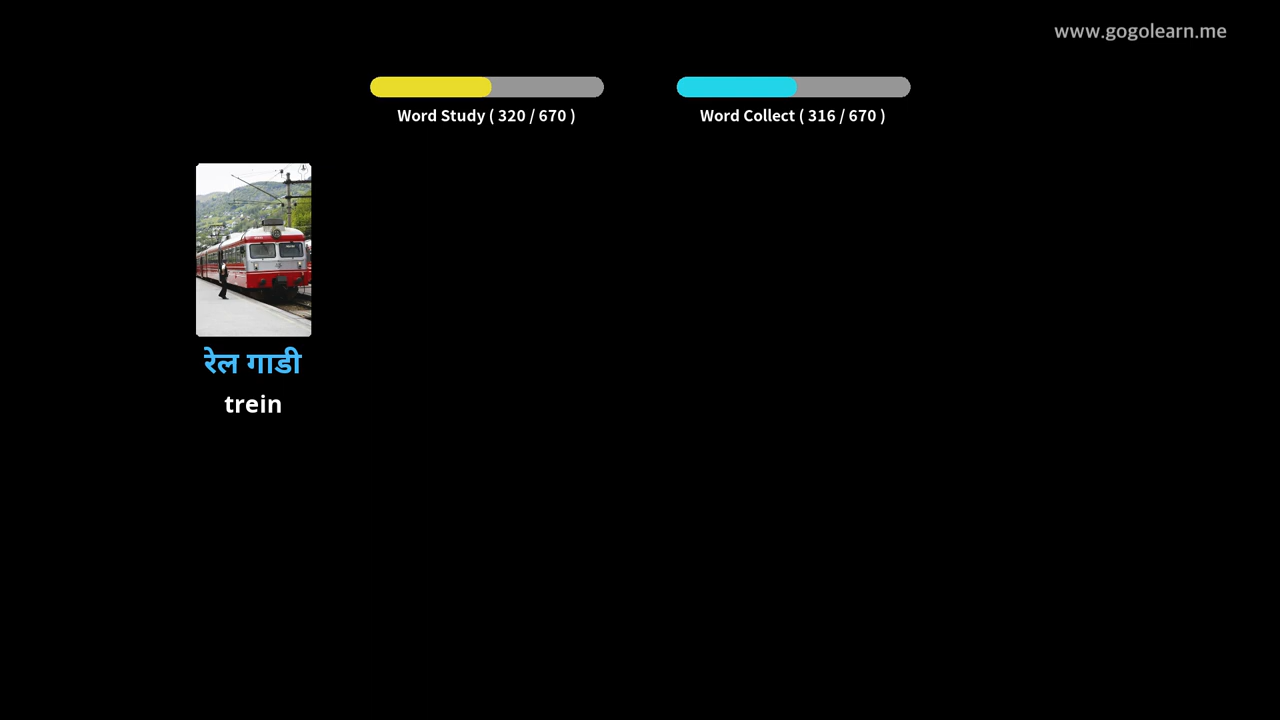 www.gogolearn.me
Word Study ( 320 / 670 )
Word Collect ( 316 / 670 )
रेल गाडी
trein